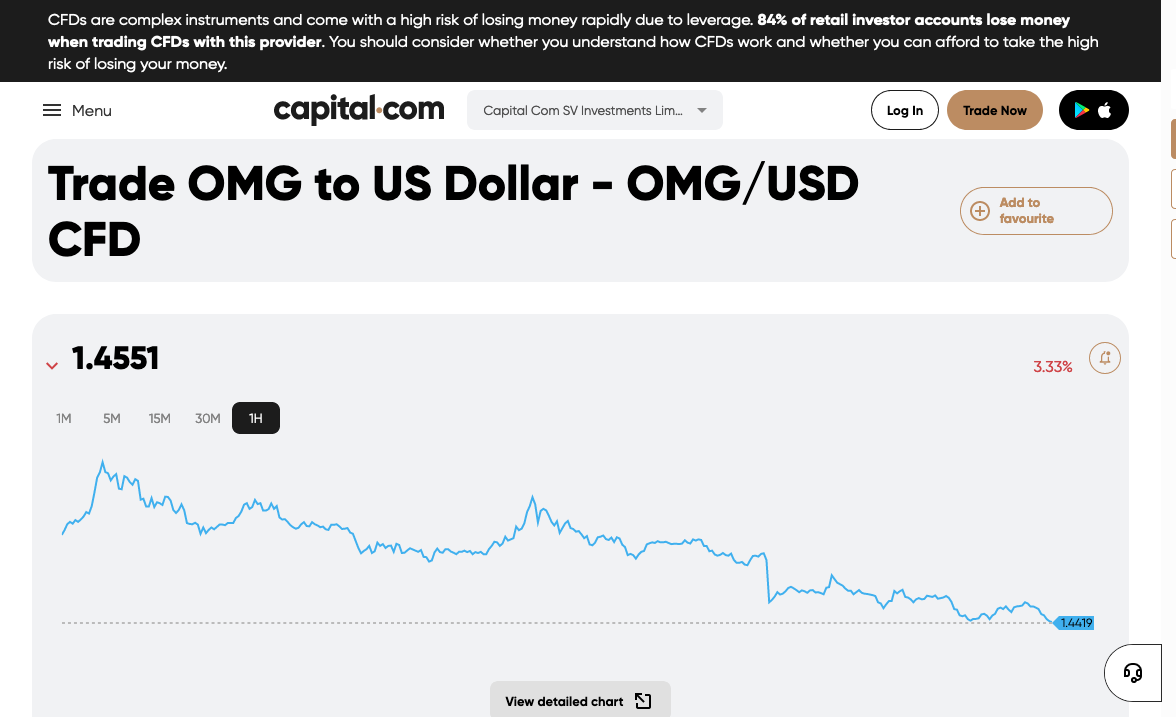 CFDs are complex instruments and come with a high risk of losing money rapidly due to leverage. 84% of retail investor accounts lose money
when trading CFDs with this provider. You should consider whether you understand how CFDs work and whether you can afford to take the high
risk of losing your money.
Menu
capital.com
Capital Com SV Investments Lim...
Log In
Trade Now
Trade OMG to US Dollar - OMG/USD
CFD
Add to
favourite
1.4551
3.33%
1M 5M 15M 30M 1H
1.4419
View detailed chart